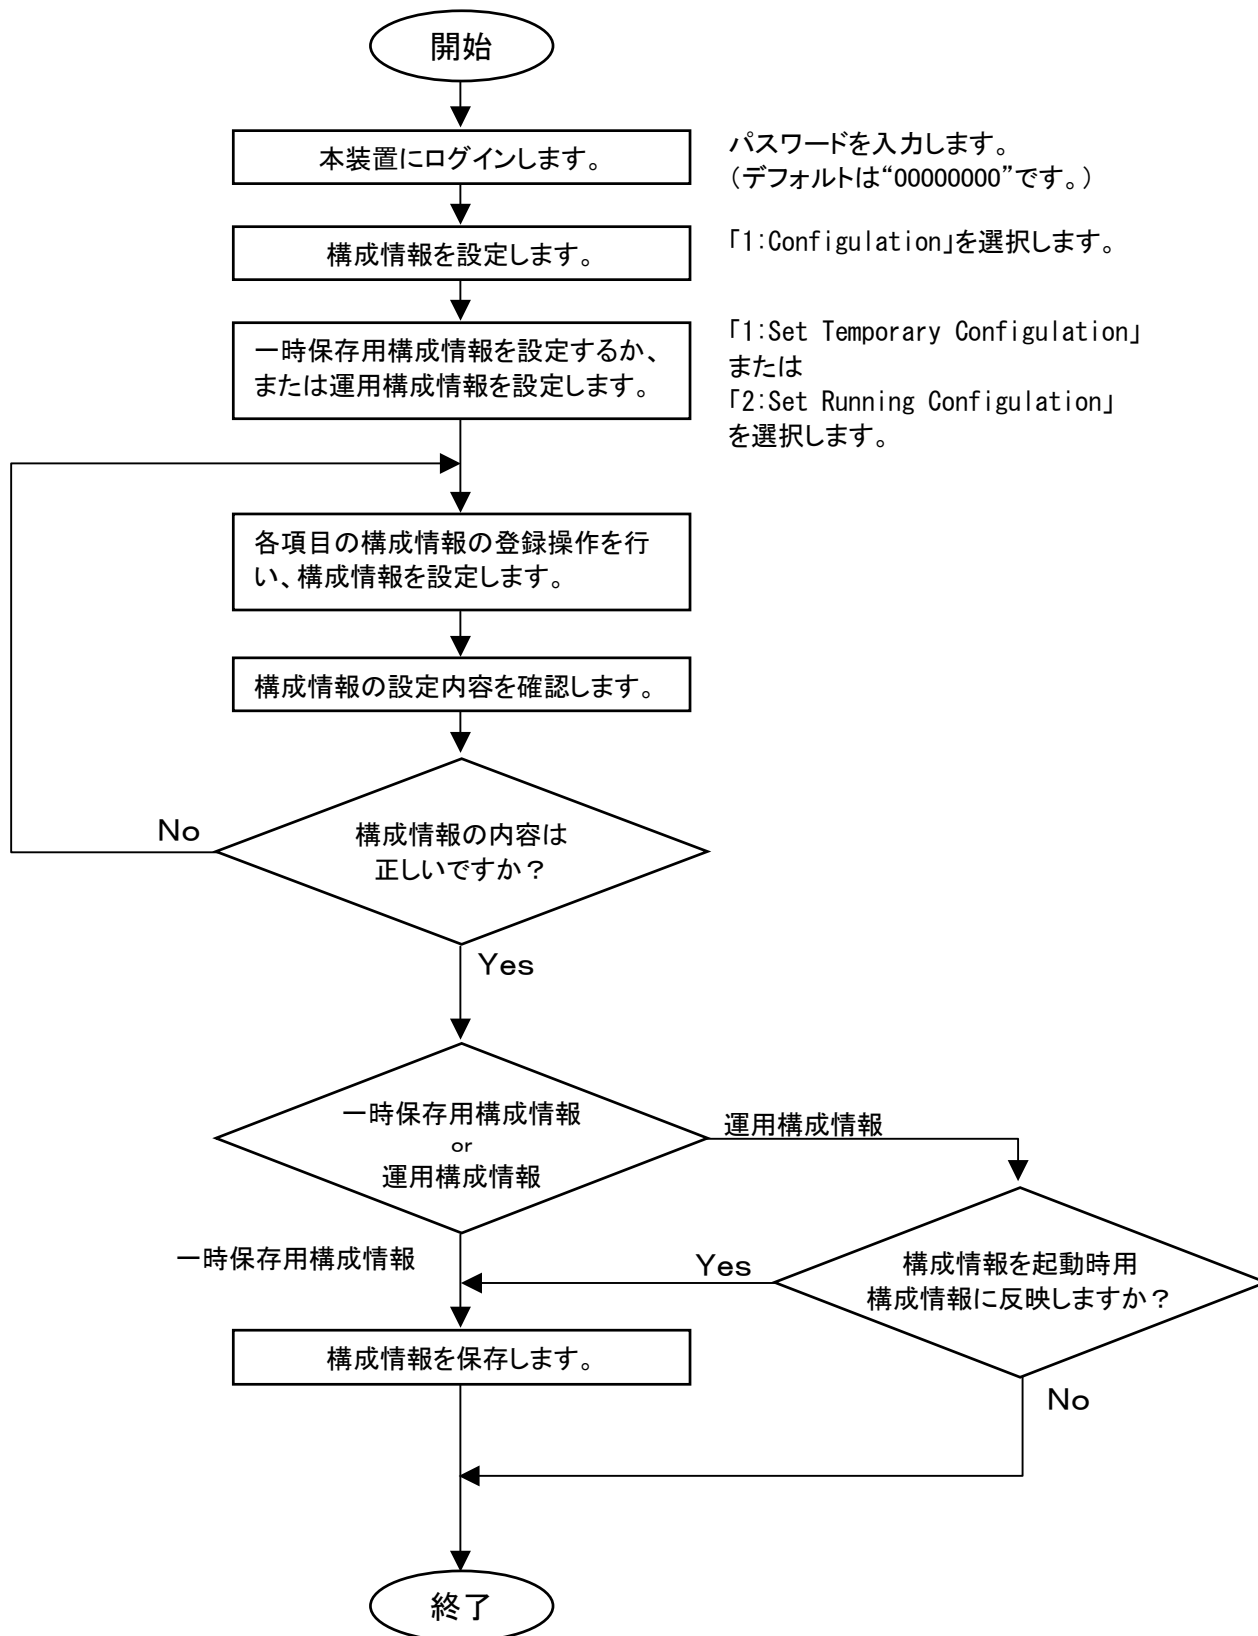 開始
本装置にログインします。
パスワードを入力します。
（デフォルトは“00000000”です。）
構成情報を設定します。
「1:Configulation」を選択します。
一時保存用構成情報を設定するか、
または運用構成情報を設定します。
「1:Set Temporary Configulation」
または
「2:Set Running Configulation」
を選択します。
各項目の構成情報の登録操作を行
い、構成情報を設定します。
構成情報の設定内容を確認します。
No
構成情報の内容は
正しいですか？
Yes
一時保存用構成情報
or
運用構成情報
運用構成情報
一時保存用構成情報
Yes
構成情報を起動時用
構成情報に反映しますか？
構成情報を保存します。
No
終了